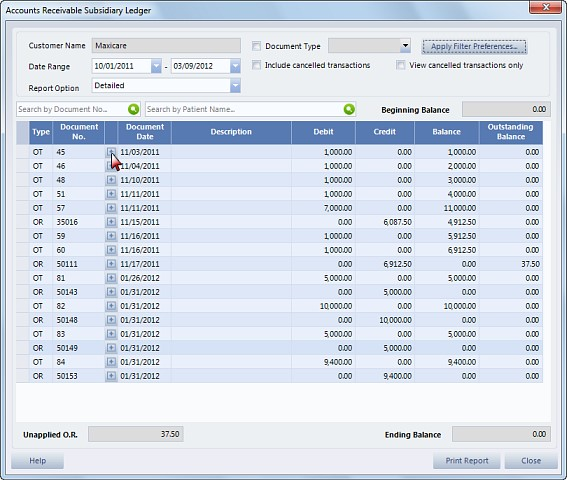 Accounts Receivable Subsidiary Ledger
Customer Name Maxicare Document Type Apply Filter Preferences...
Date Range 10/01/2011 - 03/09/2012 Include cancelled transactions View cancelled transactions only
Report Option Detailed
Search by Document No... Search by Patient Name... Beginning Balance 0.00
Type Document No. Document Date Description Debit Credit Balance Outstanding Balance
OT 45 11/03/2011 1,000.00 0.00 1,000.00 0.00
OT 46 11/04/2011 1,000.00 0.00 2,000.00 0.00
OT 48 11/10/2011 1,000.00 0.00 3,000.00 0.00
OT 51 11/11/2011 1,000.00 0.00 4,000.00 0.00
OT 57 11/11/2011 7,000.00 0.00 11,000.00 0.00
OR 35016 11/15/2011 0.00 6,087.50 4,912.50 0.00
OT 59 11/16/2011 1,000.00 0.00 5,912.50 0.00
OT 60 11/16/2011 1,000.00 0.00 6,912.50 0.00
OR 50111 11/17/2011 0.00 6,912.50 0.00 37.50
OT 81 01/26/2012 5,000.00 0.00 5,000.00 0.00
OR 50143 01/31/2012 0.00 5,000.00 0.00 0.00
OT 82 01/31/2012 10,000.00 0.00 10,000.00 0.00
OR 50148 01/31/2012 0.00 10,000.00 0.00 0.00
OT 83 01/31/2012 5,000.00 0.00 5,000.00 0.00
OR 50149 01/31/2012 0.00 5,000.00 0.00 0.00
OT 84 01/31/2012 9,400.00 0.00 9,400.00 0.00
OR 50153 01/31/2012 0.00 9,400.00 0.00 0.00
Unapplied O.R. 37.50 Ending Balance 0.00
Help Print Report Close